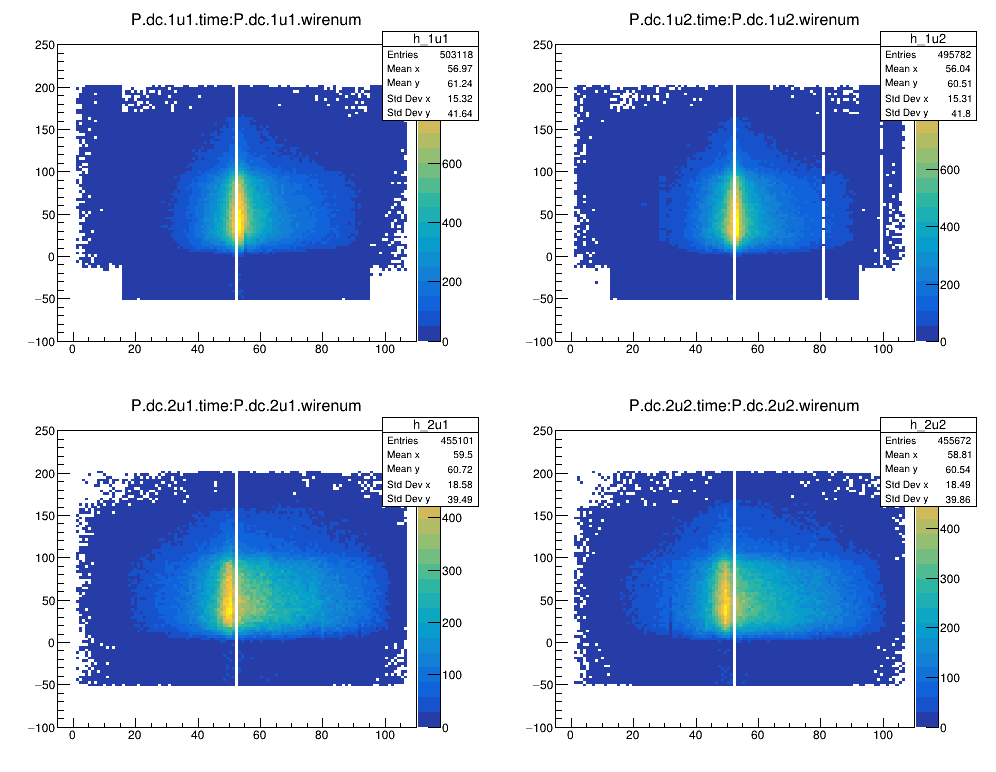 P.dc.1u1.time:P.dc.1u1.wirenum
h_1u1
Entries 503118
Mean x 56.97
Mean y 61.24
Std Dev x 15.32
Std Dev y 41.64
250
200
150
100
50
0
−50
−100
0 20 40 60 80 100
600
400
200
0
P.dc.1u2.time:P.dc.1u2.wirenum
h_1u2
Entries 495782
Mean x 56.04
Mean y 60.51
Std Dev x 15.31
Std Dev y 41.8
250
200
150
100
50
0
−50
−100
0 20 40 60 80 100
600
400
200
0
P.dc.2u1.time:P.dc.2u1.wirenum
h_2u1
Entries 455101
Mean x 59.5
Mean y 60.72
Std Dev x 18.58
Std Dev y 39.49
250
200
150
100
50
0
−50
−100
0 20 40 60 80 100
400
300
200
100
0
P.dc.2u2.time:P.dc.2u2.wirenum
h_2u2
Entries 455672
Mean x 58.81
Mean y 60.54
Std Dev x 18.49
Std Dev y 39.86
250
200
150
100
50
0
−50
−100
0 20 40 60 80 100
400
300
200
100
0